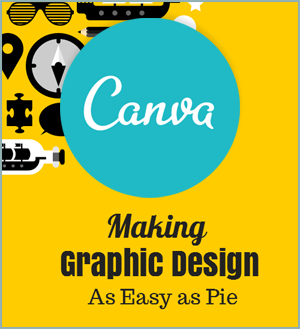 Canva
Making
Graphic Design
As Easy as Pie